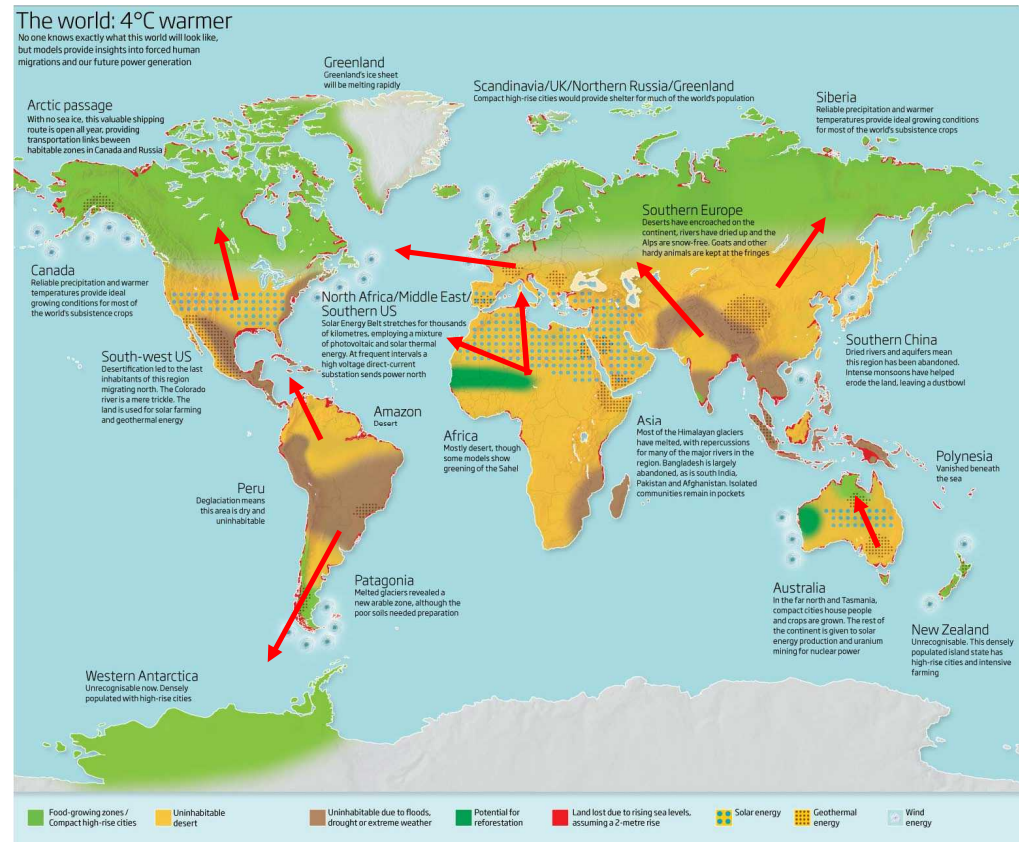 The world: 4°C warmer
No one knows exactly what this world will look like,
but models provide insights into forced human
migrations and our future power generation
Greenland
Greenland's ice sheet
will be melting rapidly
Scandinavia/UK/Northern Russia/Greenland
Compact high-rise cities would provide shelter for much of the world's population
Siberia
Reliable precipitation and warmer
temperatures provide ideal growing conditions
for most of the world's subsistence crops
Arctic passage
With no sea ice, this valuable shipping
route is open all year, providing
transportation links beween
habitable zones in Canada and Russia
Southern Europe
Deserts have encroached on the
continent, rivers have dried up and the
Alps are snow-free. Goats and other
hardy animals are kept at the fringes
Canada
Reliable precipitation and warmer
temperatures provide ideal
growing conditions for most of
the world's subsistence crops
North Africa/Middle East/
Southern US
Solar Energy Belt stretches for thousands
of kilometres, employing a mixture
of photovoltaic and solar thermal
energy. At frequent intervals a
high voltage direct-current
substation sends power north
Southern China
Dried rivers and aquifers mean
this region has been abandoned.
Intense monsoons have helped
erode the land, leaving a dustbowl
South-west US
Desertification led to the last
inhabitants of this region
migrating north. The Colorado
river is a mere trickle. The
land is used for solar farming
and geothermal energy
Amazon
Desert
Africa
Mostly desert, though
some models show
greening of the Sahel
Asia
Most of the Himalayan glaciers
have melted, with repercussions
for many of the major rivers in the
region. Bangladesh is largely
abandoned, as is south India,
Pakistan and Afghanistan. Isolated
communities remain in pockets
Polynesia
Vanished beneath
the sea
Peru
Deglaciation means
this area is dry and
uninhabitable
Patagonia
Melted glaciers revealed a
new arable zone, although the
poor soils needed preparation
Australia
In the far north and Tasmania,
compact cities house people
and crops are grown. The rest of
the continent is given to solar
energy production and uranium
mining for nuclear power
New Zealand
Unrecognisable. This densely
populated island state has
high-rise cities and intensive
farming
Western Antarctica
Unrecognisable now. Densely
populated with high-rise cities
Food-growing zones /
Compact high-rise cities
Uninhabitable
desert
Uninhabitable due to floods,
drought or extreme weather
Potential for
reforestation
Land lost due to rising sea levels,
assuming a 2-metre rise
Solar energy
Geothermal
energy
Wind
energy